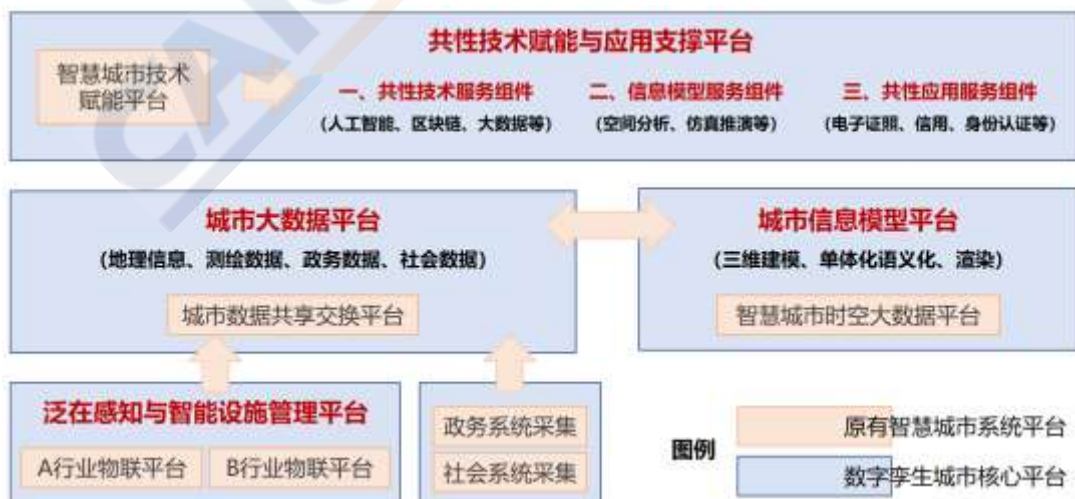 共性技术赋能与应用支撑平台
智慧城市技术
赋能平台
一、共性技术服务组件
(人工智能、区块链、大数据等)
二、信息模型服务组件
(空间分析、仿真推演等)
三、共性应用服务组件
(电子证照、信用、身份认证等)
城市大数据平台
(地理信息、测绘数据、政务数据、社会数据)
城市数据共享交换平台
城市信息模型平台
(三维建模、单体化语义化、渲染)
智慧城市时空大数据平台
泛在感知与智能设施管理平台
A行业物联平台
B行业物联平台
政务系统采集
社会系统采集
图例
原有智慧城市系统平台
数字孪生城市核心平台